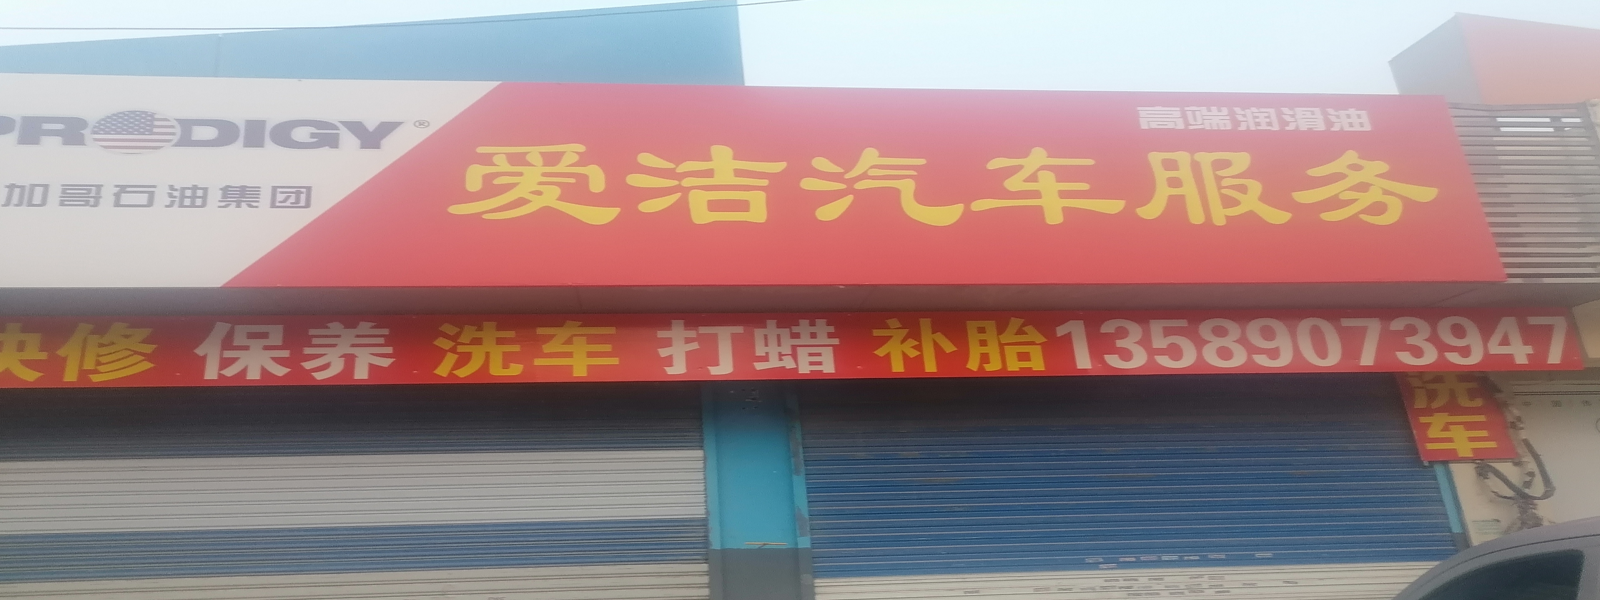 PRODIGY®
加哥石油集团
高端润滑油
爱洁汽车服务
快修 保养 洗车 打蜡 补胎13589073947
洗车